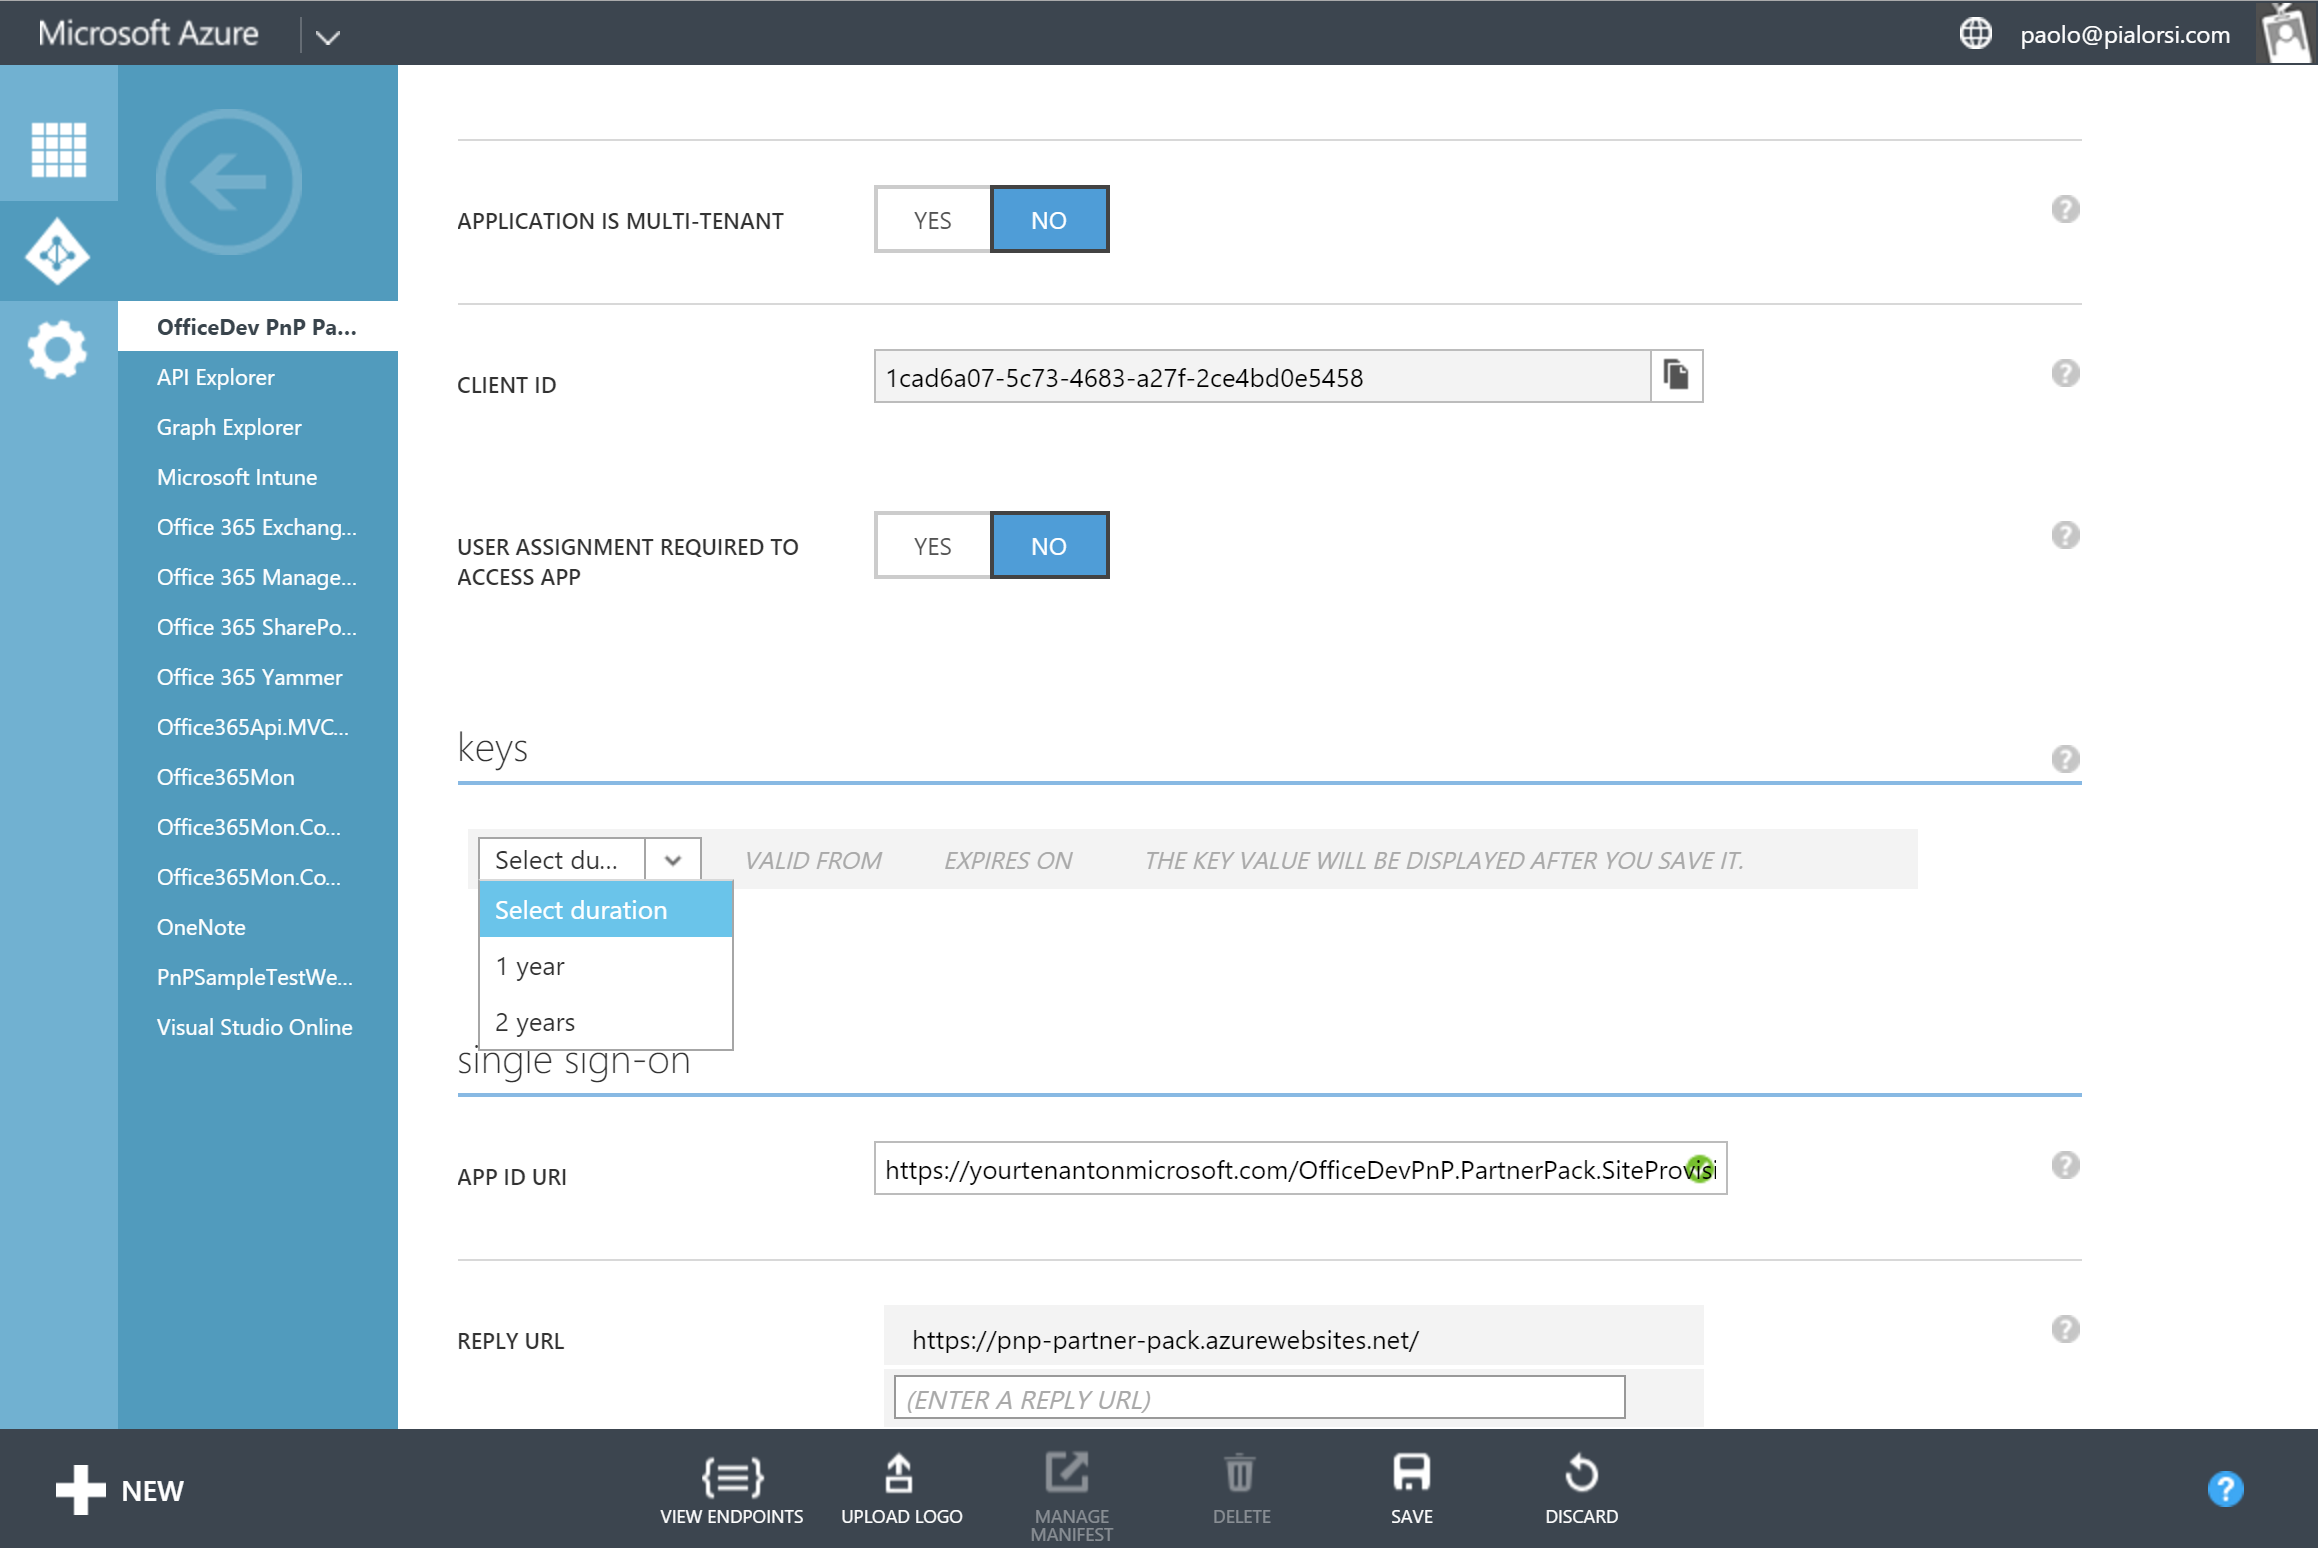 Microsoft Azure
paolo@pialorsi.com
OfficeDev PnP Pa...
API Explorer
Graph Explorer
Microsoft Intune
Office 365 Exchang...
Office 365 Manage...
Office 365 SharePo...
Office 365 Yammer
Office365Api.MVC...
Office365Mon
Office365Mon.Co...
Office365Mon.Co...
OneNote
PnPSampleTestWe...
Visual Studio Online
APPLICATION IS MULTI-TENANT
YES NO
?
CLIENT ID
1cad6a07-5c73-4683-a27f-2ce4bd0e5458
?
USER ASSIGNMENT REQUIRED TO
ACCESS APP
YES NO
?
keys
?
Select du... VALID FROM EXPIRES ON THE KEY VALUE WILL BE DISPLAYED AFTER YOU SAVE IT.
Select duration
1 year
2 years
single sign-on
APP ID URI
https://yourtenantonmicrosoft.com/OfficeDevPnP.PartnerPack.SiteProvisi
?
REPLY URL
https://pnp-partner-pack.azurewebsites.net/
?
(ENTER A REPLY URL)
NEW
VIEW ENDPOINTS
UPLOAD LOGO
MANAGE
MANIFEST
DELETE
SAVE
DISCARD
?